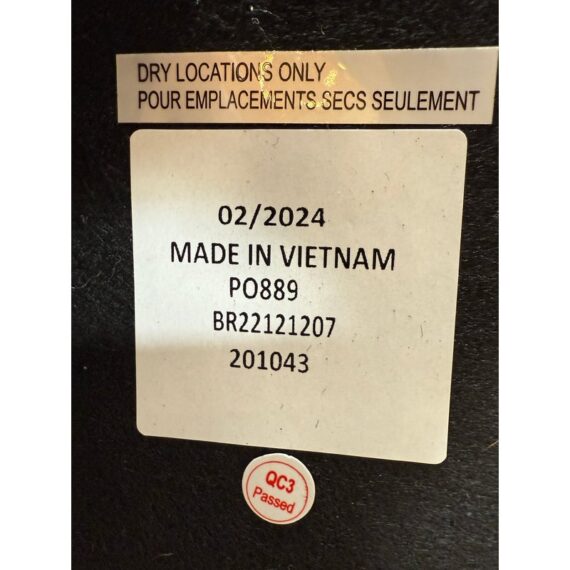 DRY LOCATIONS ONLY
POUR EMPLACEMENTS SECS SEULEMENT
02/2024
MADE IN VIETNAM
PO889
BR22121207
201043
QC3
Passed